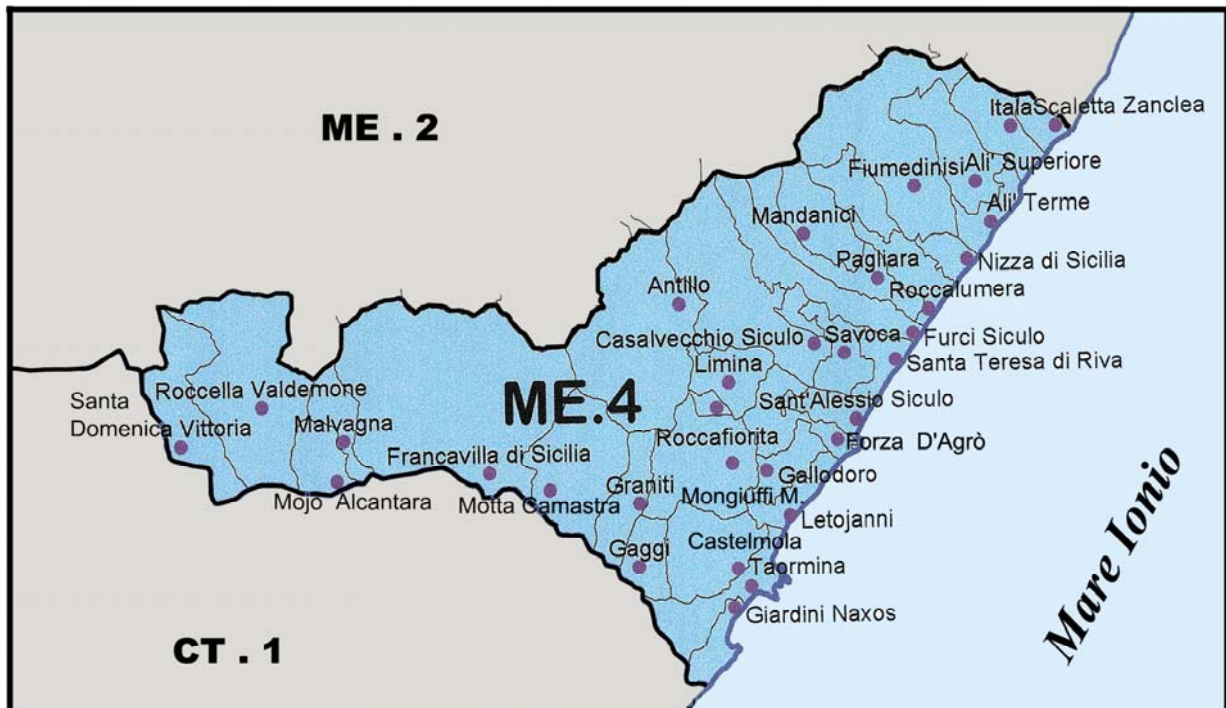 ME . 2
Itala
Scaletta Zanclea
Fiumedinisi
Ali' Superiore
Ali' Terme
Mandanici
Pagliara
Nizza di Sicilia
Antillo
Roccalumera
Casalvecchio Siculo
Savoca
Furci Siculo
Santa Teresa di Riva
Limina
Roccella Valdemone
ME.4
Sant'Alessio Siculo
Santa
Domenica Vittoria
Malvagna
Roccafiorita
Forza D'Agrò
Francavilla di Sicilia
Gallodoro
Graniti
Mongiuffi M.
Mojo Alcantara
Motta Camastra
Letojanni
Castelmola
Gaggi
Taormina
Giardini Naxos
Mare Ionio
CT . 1